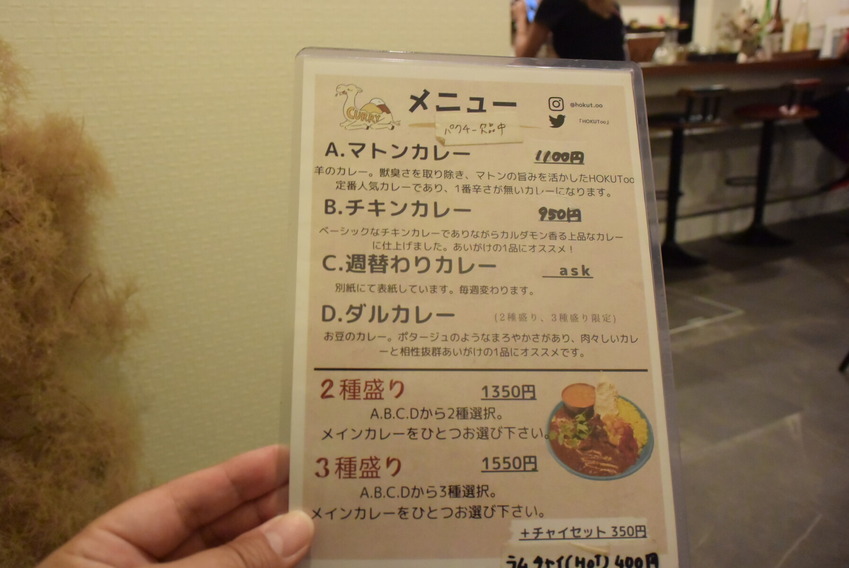 CURRY
メニュー
@hokut.oo
「HOKUToo」
パクチー欠品中
A.マトンカレー 1100円
羊のカレー。獣臭さを取り除き、マトンの旨みを活かしたHOKUToo
定番人気カレーであり、1番辛さが無いカレーになります。
B.チキンカレー 950円
ベーシックなチキンカレーでありながらカルダモン香る上品なカレー
に仕上げました。あいがけの1品にオススメ！
C.週替わりカレー ask
別紙にて表紙しています。毎週変わります。
D.ダルカレー (2種盛り、3種盛り限定)
お豆のカレー。ポタージュのようなまろやかさがあり、肉々しいカレ
ーと相性抜群あいがけの1品にオススメです。
2種盛り 1350円
A.B.C.Dから2種選択。
メインカレーをひとつお選び下さい。
3種盛り 1550円
A.B.C.Dから3種選択。
メインカレーをひとつお選び下さい。
+チャイセット 350円
ラムチャイ(HOT) 400円